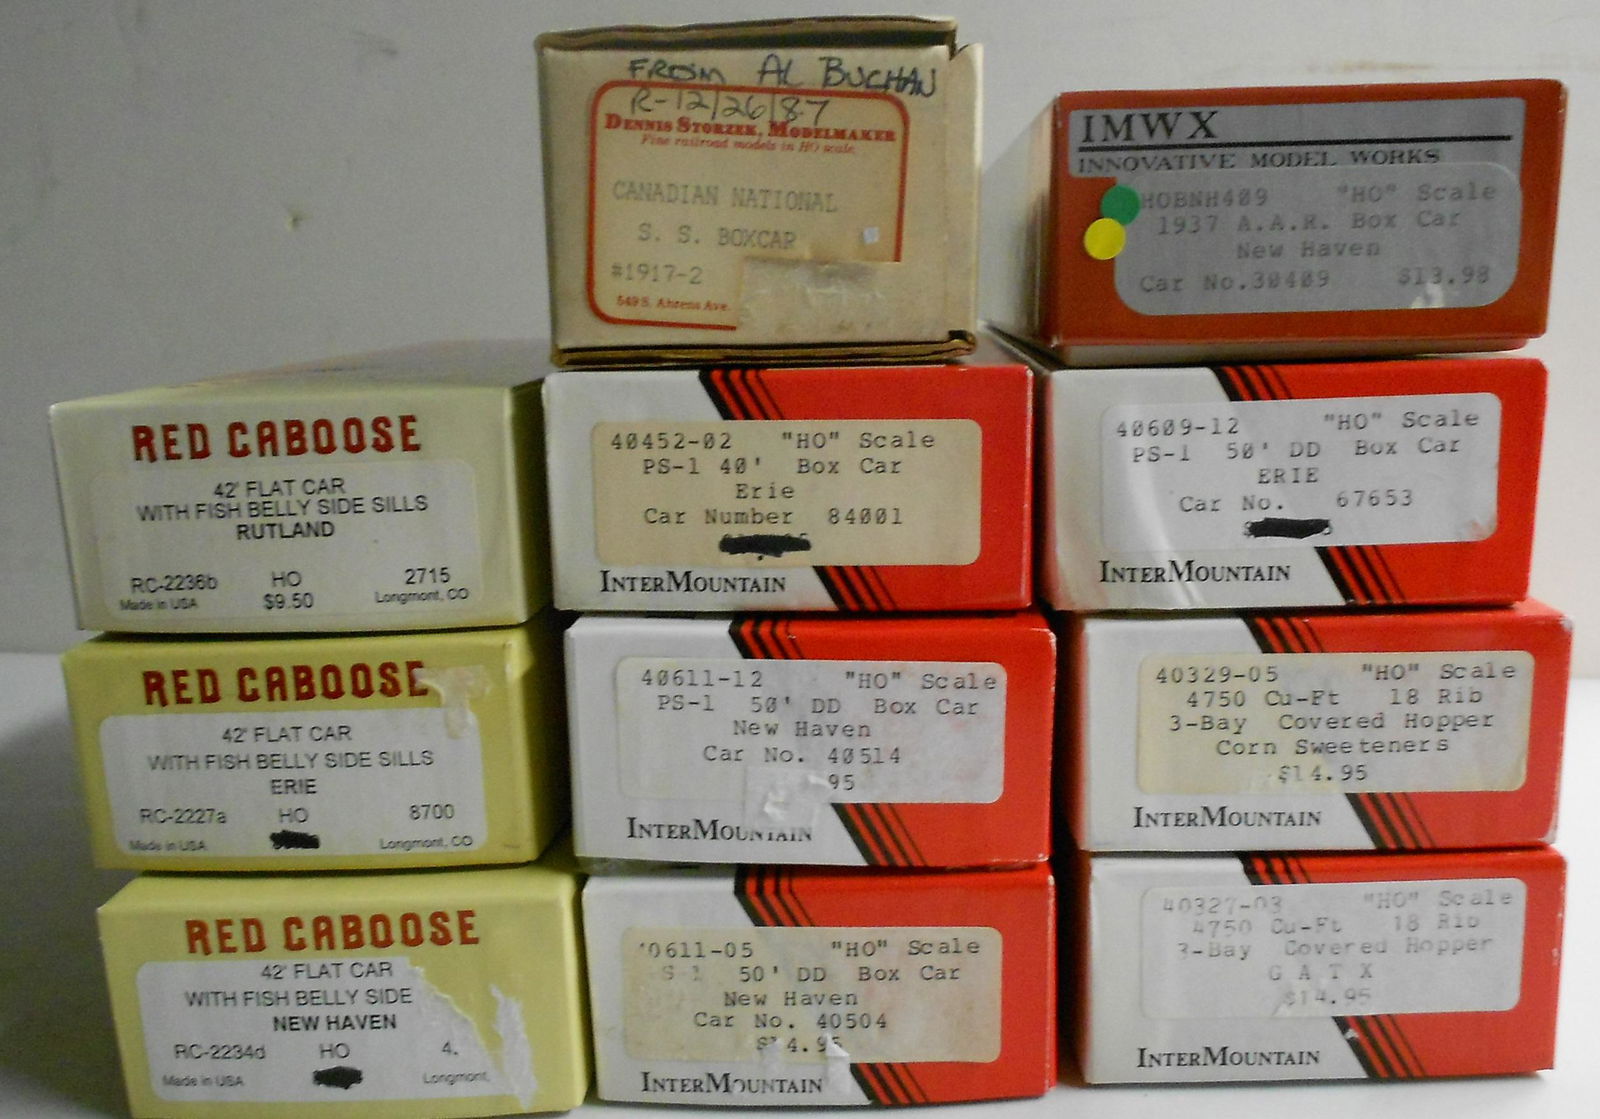 FROM AL BUCHAN
R-12/26/87
DENNIS STORZEK, MODELMAKER
Fine railroad models in HO scale
CANADIAN NATIONAL
S. S. BOXCAR
#1917-2
549 S. Ahrens Ave.
IMWX
INNOVATIVE MODEL WORKS
HOBNH409 "HO" Scale
1937 A.A.R. Box Car
New Haven
Car No.30409 $13.98
RED CABOOSE
42' FLAT CAR
WITH FISH BELLY SIDE SILLS
RUTLAND
RC-2236b HO 2715
Made in USA $9.50 Longmont, CO
40452-02 "HO" Scale
PS-1 40' Box Car
Erie
Car Number 84001
INTERMOUNTAIN
40609-12 "HO" Scale
PS-1 50' DD Box Car
ERIE
Car No. 67653
INTERMOUNTAIN
RED CABOOSE
42' FLAT CAR
WITH FISH BELLY SIDE SILLS
ERIE
RC-2227a HO 8700
Made in USA Longmont, CO
40611-12 "HO" Scale
PS-1 50' DD Box Car
New Haven
Car No. 40514
95
INTERMOUNTAIN
40329-05 "HO" Scale
4750 Cu-Ft 18 Rib
3-Bay Covered Hopper
Corn Sweeteners
$14.95
INTERMOUNTAIN
RED CABOOSE
42' FLAT CAR
WITH FISH BELLY SIDE
NEW HAVEN
RC-2234d HO 4.
Made in USA Longmont,
0611-05 "HO" Scale
S-1 50' DD Box Car
New Haven
Car No. 40504
$14.95
INTERMOUNTAIN
40327-03 "HO" Scale
4750 Cu-Ft 18 Rib
3-Bay Covered Hopper
G A T X
$14.95
INTERMOUNTAIN